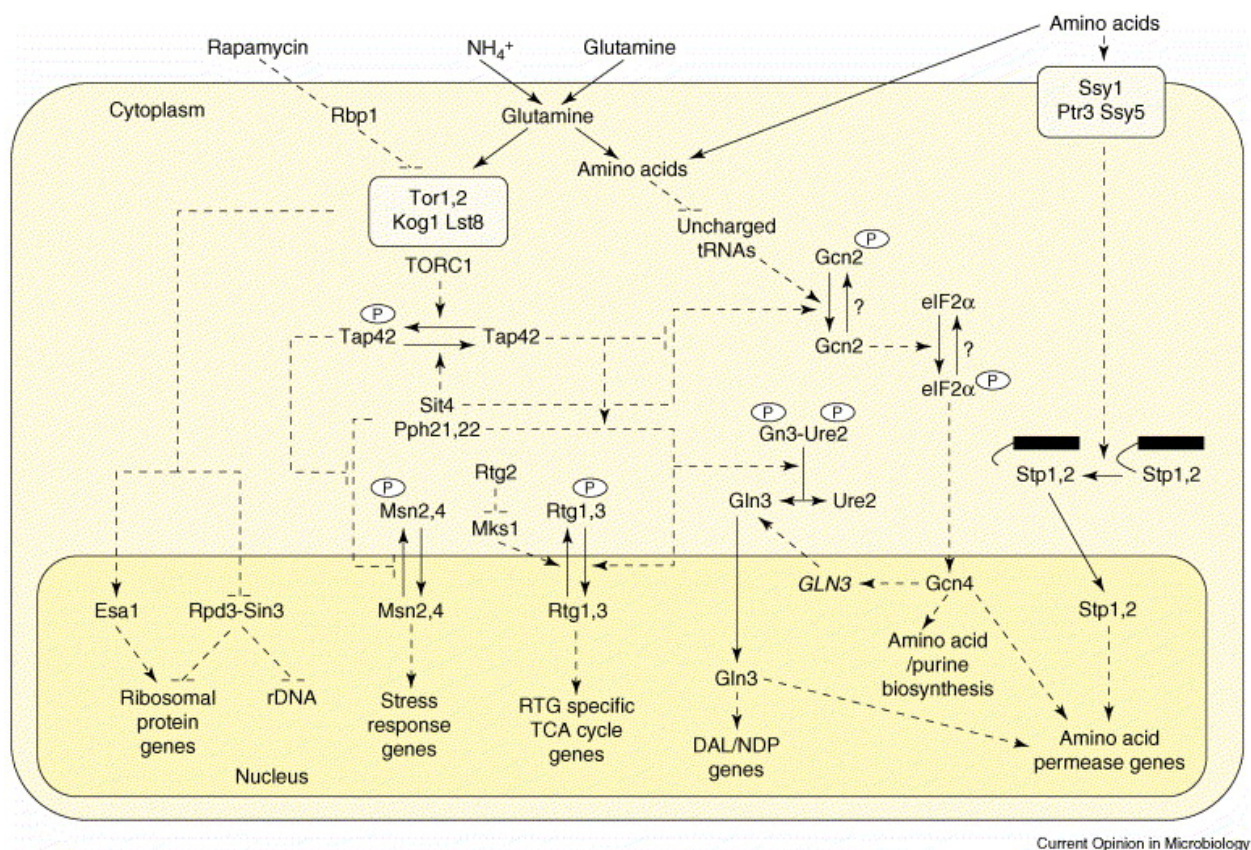 Amino acids
Rapamycin
NH₄⁺
Glutamine
Cytoplasm
Rbp1
Glutamine
Ssy1
Ptr3 Ssy5
Amino acids
Tor1,2
Kog1 Lst8
Uncharged
tRNAs
P
Gcn2
TORC1
?
eIF2α
P
Tap42
Tap42
Gcn2
?
eIF2α
P
Sit4
Pph21,22
P
P
Gn3-Ure2
Rtg2
Stp1,2
Stp1,2
P
Msn2,4
P
Rtg1,3
Gln3
Ure2
Mks1
GLN3
Gcn4
Esa1
Rpd3-Sin3
Msn2,4
Rtg1,3
Stp1,2
Amino acid
/purine
biosynthesis
Gln3
Ribosomal
protein
genes
rDNA
Stress
response
genes
RTG specific
TCA cycle
genes
DAL/NDP
genes
Amino acid
permease genes
Nucleus
Current Opinion in Microbiology